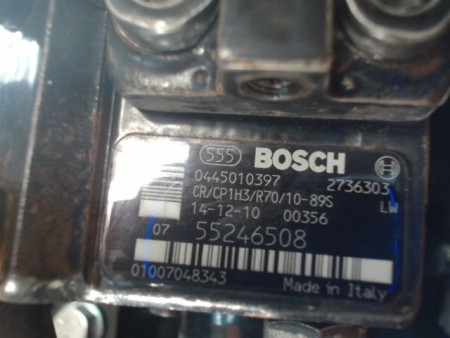 555 BOSCH
0445010397 2736303
CR/CP1H3/R70/10-89S LW
14-12-10 00356
07 55246508
01007048343 Made in Italy